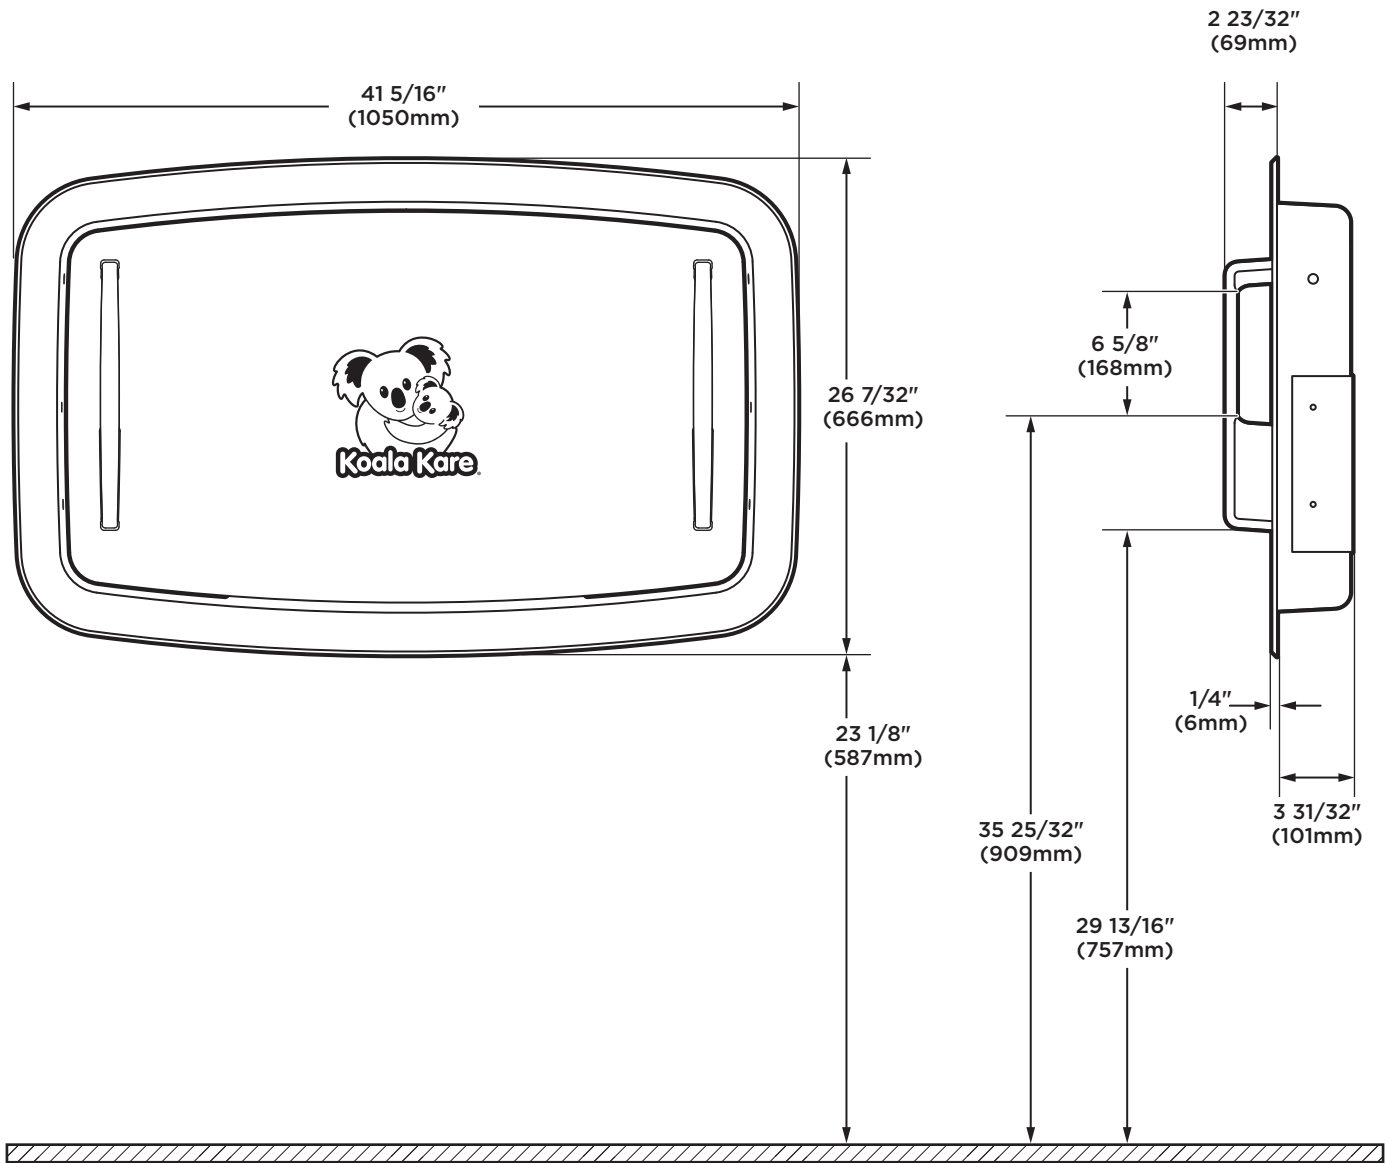 2 23/32"
(69mm)
41 5/16"
(1050mm)
6 5/8"
(168mm)
26 7/32"
(666mm)
Koala Kare®
1/4"
(6mm)
23 1/8"
(587mm)
3 31/32"
(101mm)
35 25/32"
(909mm)
29 13/16"
(757mm)